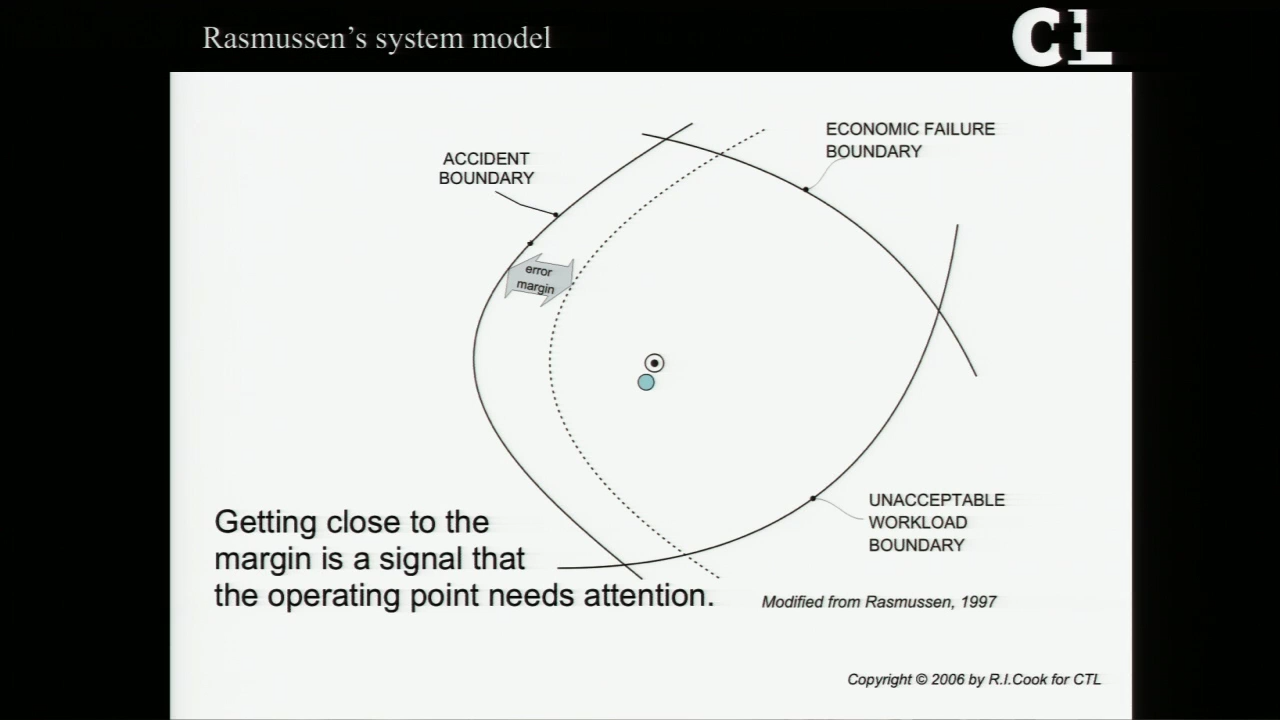 Rasmussen's system model
CtL
ACCIDENT
BOUNDARY
ECONOMIC FAILURE
BOUNDARY
error
margin
UNACCEPTABLE
WORKLOAD
BOUNDARY
Getting close to the
margin is a signal that
the operating point needs attention.
Modified from Rasmussen, 1997
Copyright © 2006 by R.I.Cook for CTL